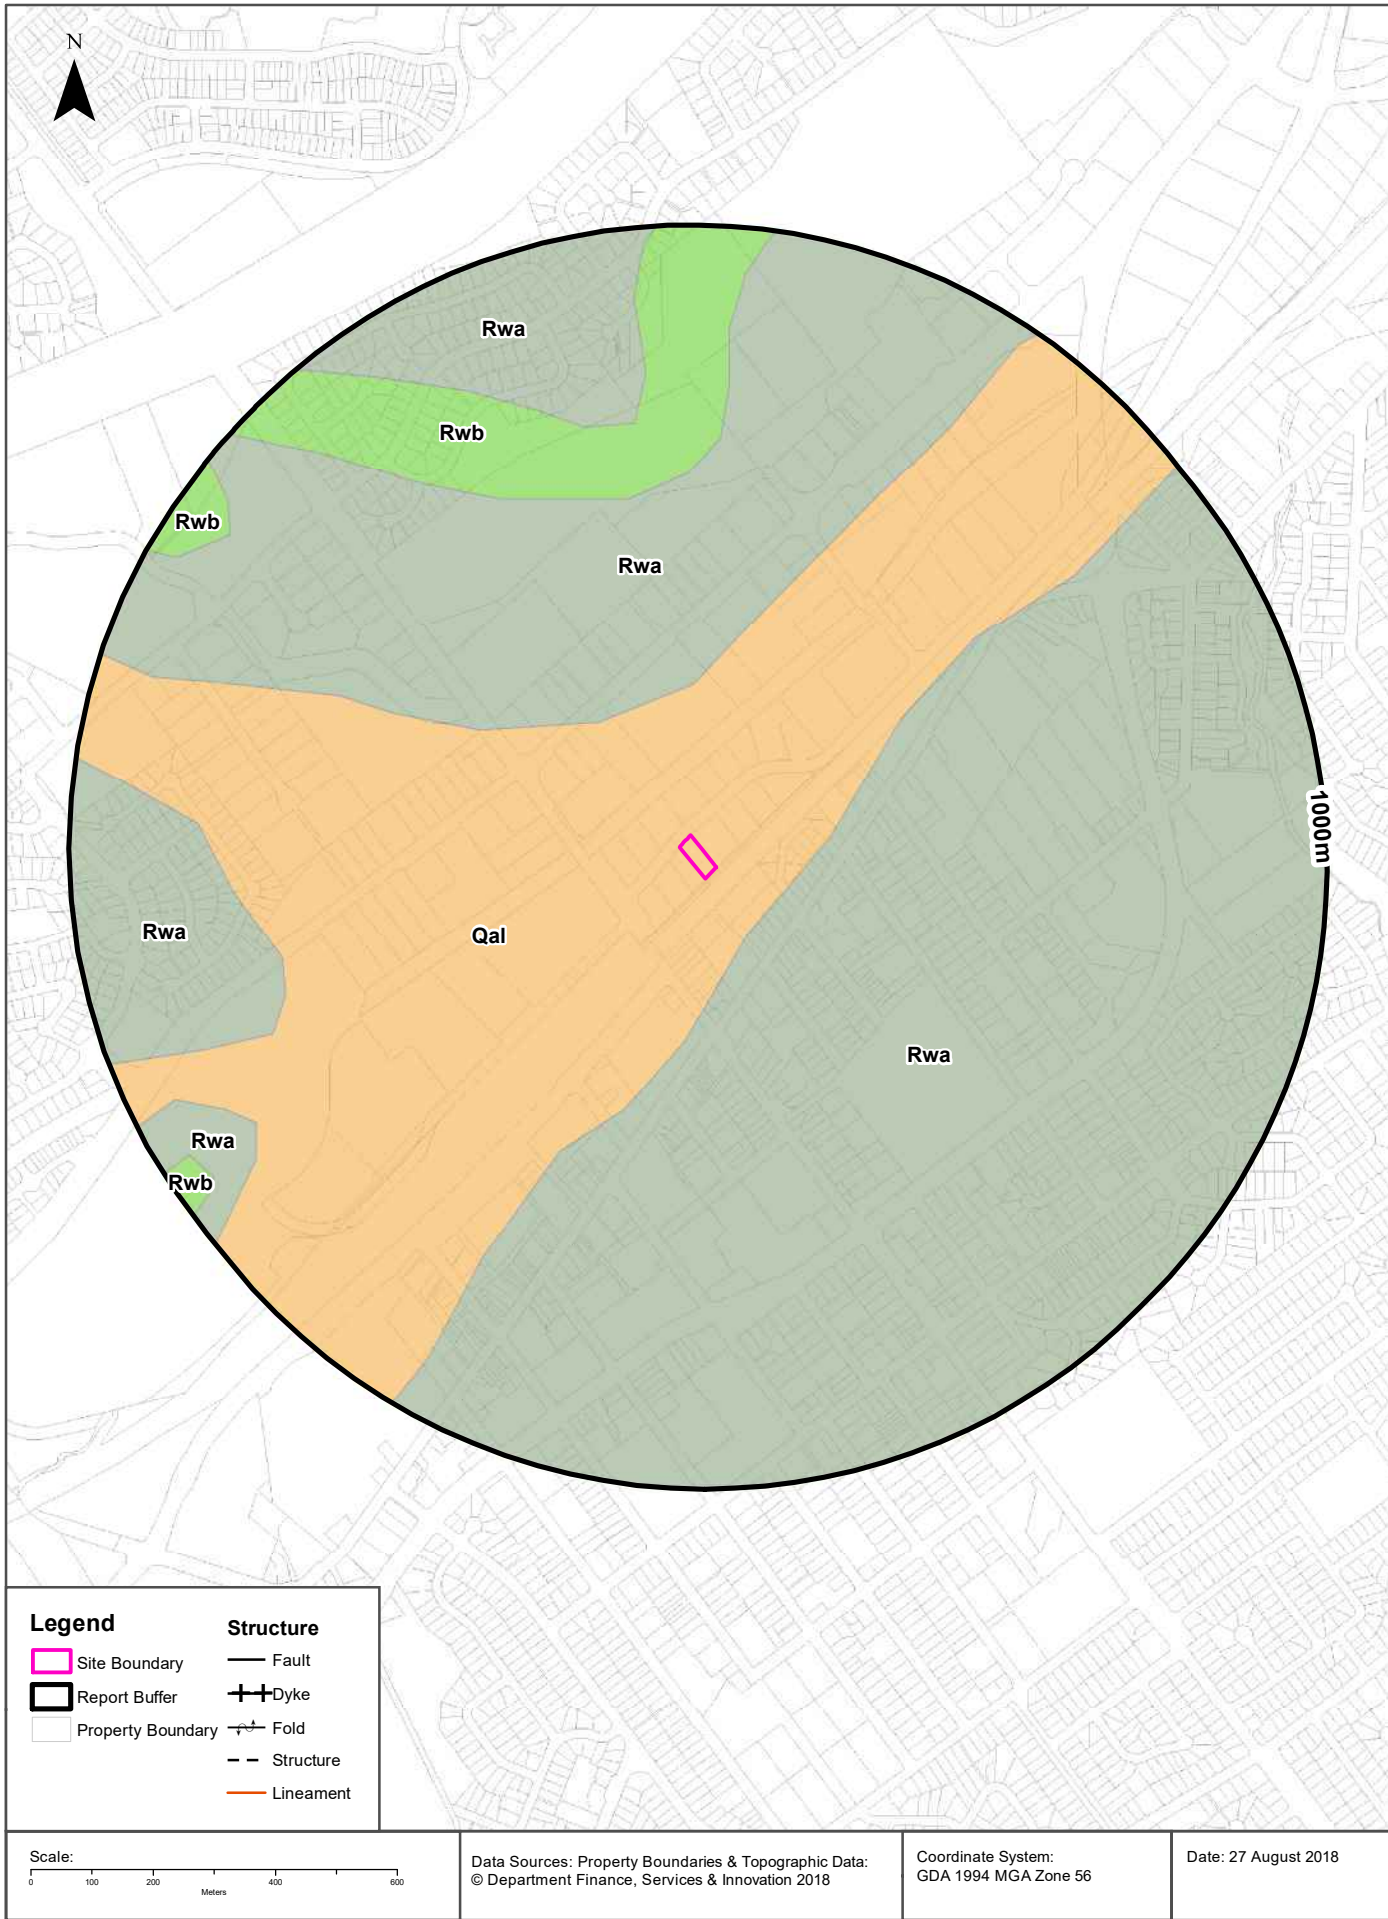 N
Rwa
Rwb
Rwb
Rwa
1000m
Rwa
Qal
Rwa
Rwa
Rwb
Legend
Site Boundary
Report Buffer
Property Boundary
Structure
Fault
Dyke
Fold
Structure
Lineament
Scale:
0 100 200 400 600
Meters
Data Sources: Property Boundaries & Topographic Data:
© Department Finance, Services & Innovation 2018
Coordinate System:
GDA 1994 MGA Zone 56
Date: 27 August 2018